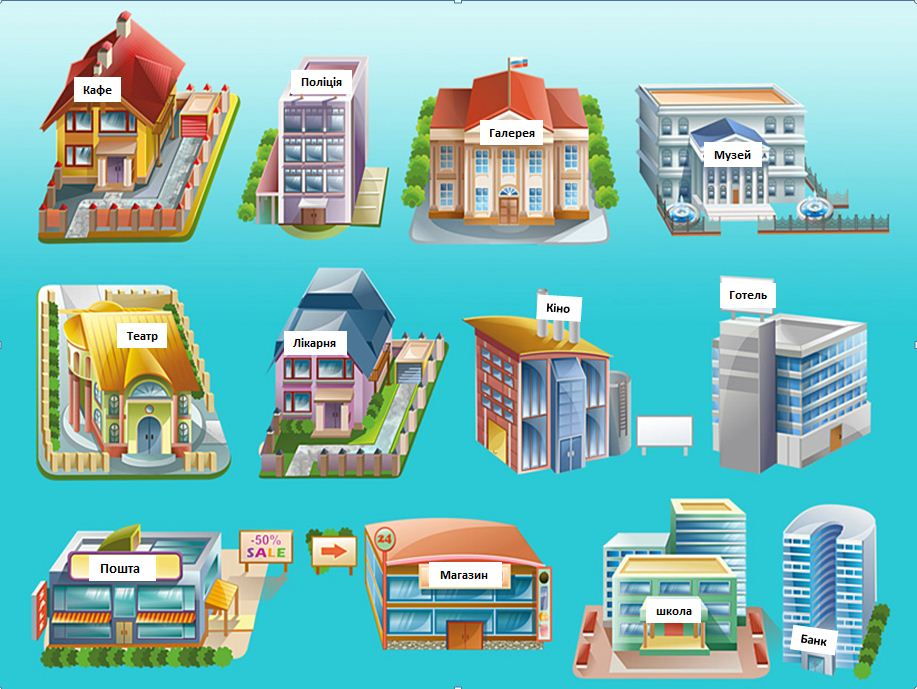 Кафе
Поліція
Галерея
Музей
Театр
Лікарня
Кіно
Готель
Пошта
-50%
SALE
24
Магазин
школа
Банк